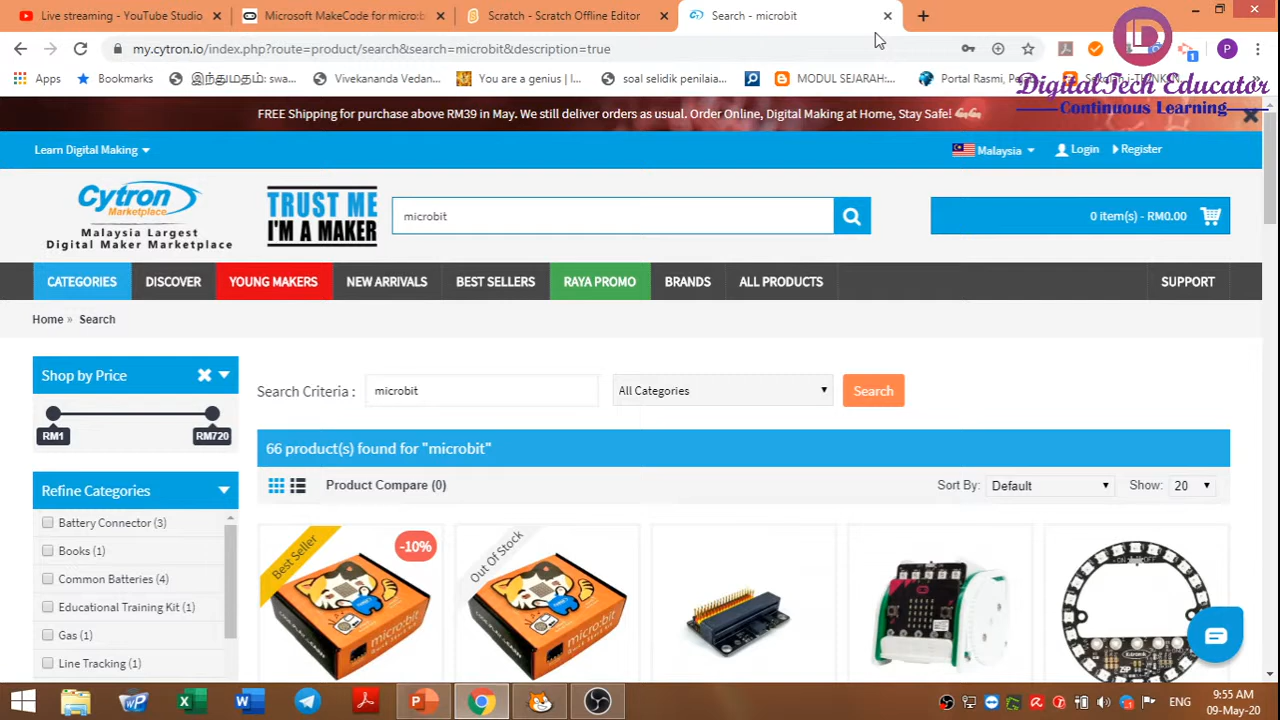 Live streaming - YouTube Studio
Microsoft MakeCode for micro:b
Scratch - Scratch Offline Editor
Search - microbit
my.cytron.io/index.php?route=product/search&search=microbit&description=true
P
Apps
Bookmarks
இந்துமதம்: சுவ...
Vivekananda Vedan...
You are a genius | l...
soal selidik penilaia...
MODUL SEJARAH:...
Portal Rasmi,
DigitalTech Educator
Continuous Learning
FREE Shipping for purchase above RM39 in May. We still deliver orders as usual. Order Online, Digital Making at Home, Stay Safe!
Learn Digital Making
Malaysia
Login
Register
Cytron
Marketplace
Malaysia Largest
Digital Maker Marketplace
TRUST ME
I'M A MAKER
microbit
0 item(s) - RM0.00
CATEGORIES
DISCOVER
YOUNG MAKERS
NEW ARRIVALS
BEST SELLERS
RAYA PROMO
BRANDS
ALL PRODUCTS
SUPPORT
Home » Search
Shop by Price
RM1
RM720
Search Criteria :
microbit
All Categories
Search
66 product(s) found for "microbit"
Product Compare (0)
Sort By:
Default
Show:
20
Refine Categories
Battery Connector (3)
Books (1)
Common Batteries (4)
Educational Training Kit (1)
Gas (1)
Line Tracking (1)
Best Seller
-10%
micro:bit
Out Of Stock
micro:bit
ENG
9:55 AM
09-May-20